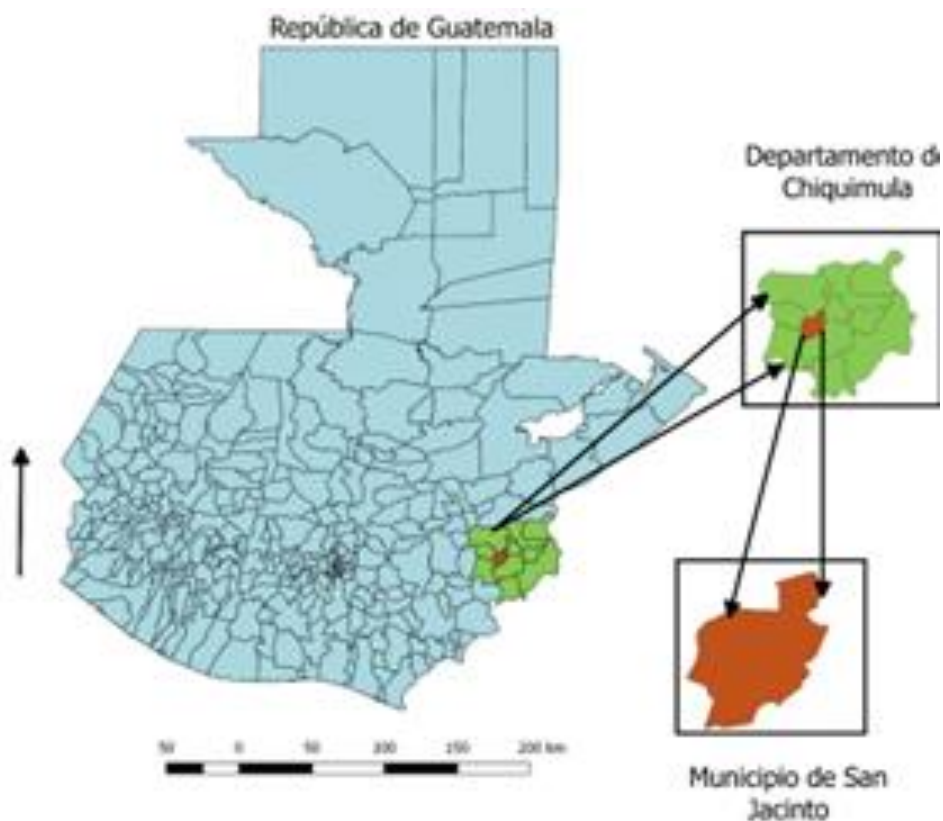 República de Guatemala
Departamento de
Chiquimula
50 0 50 100 150 200 km
Municipio de San
Jacinto